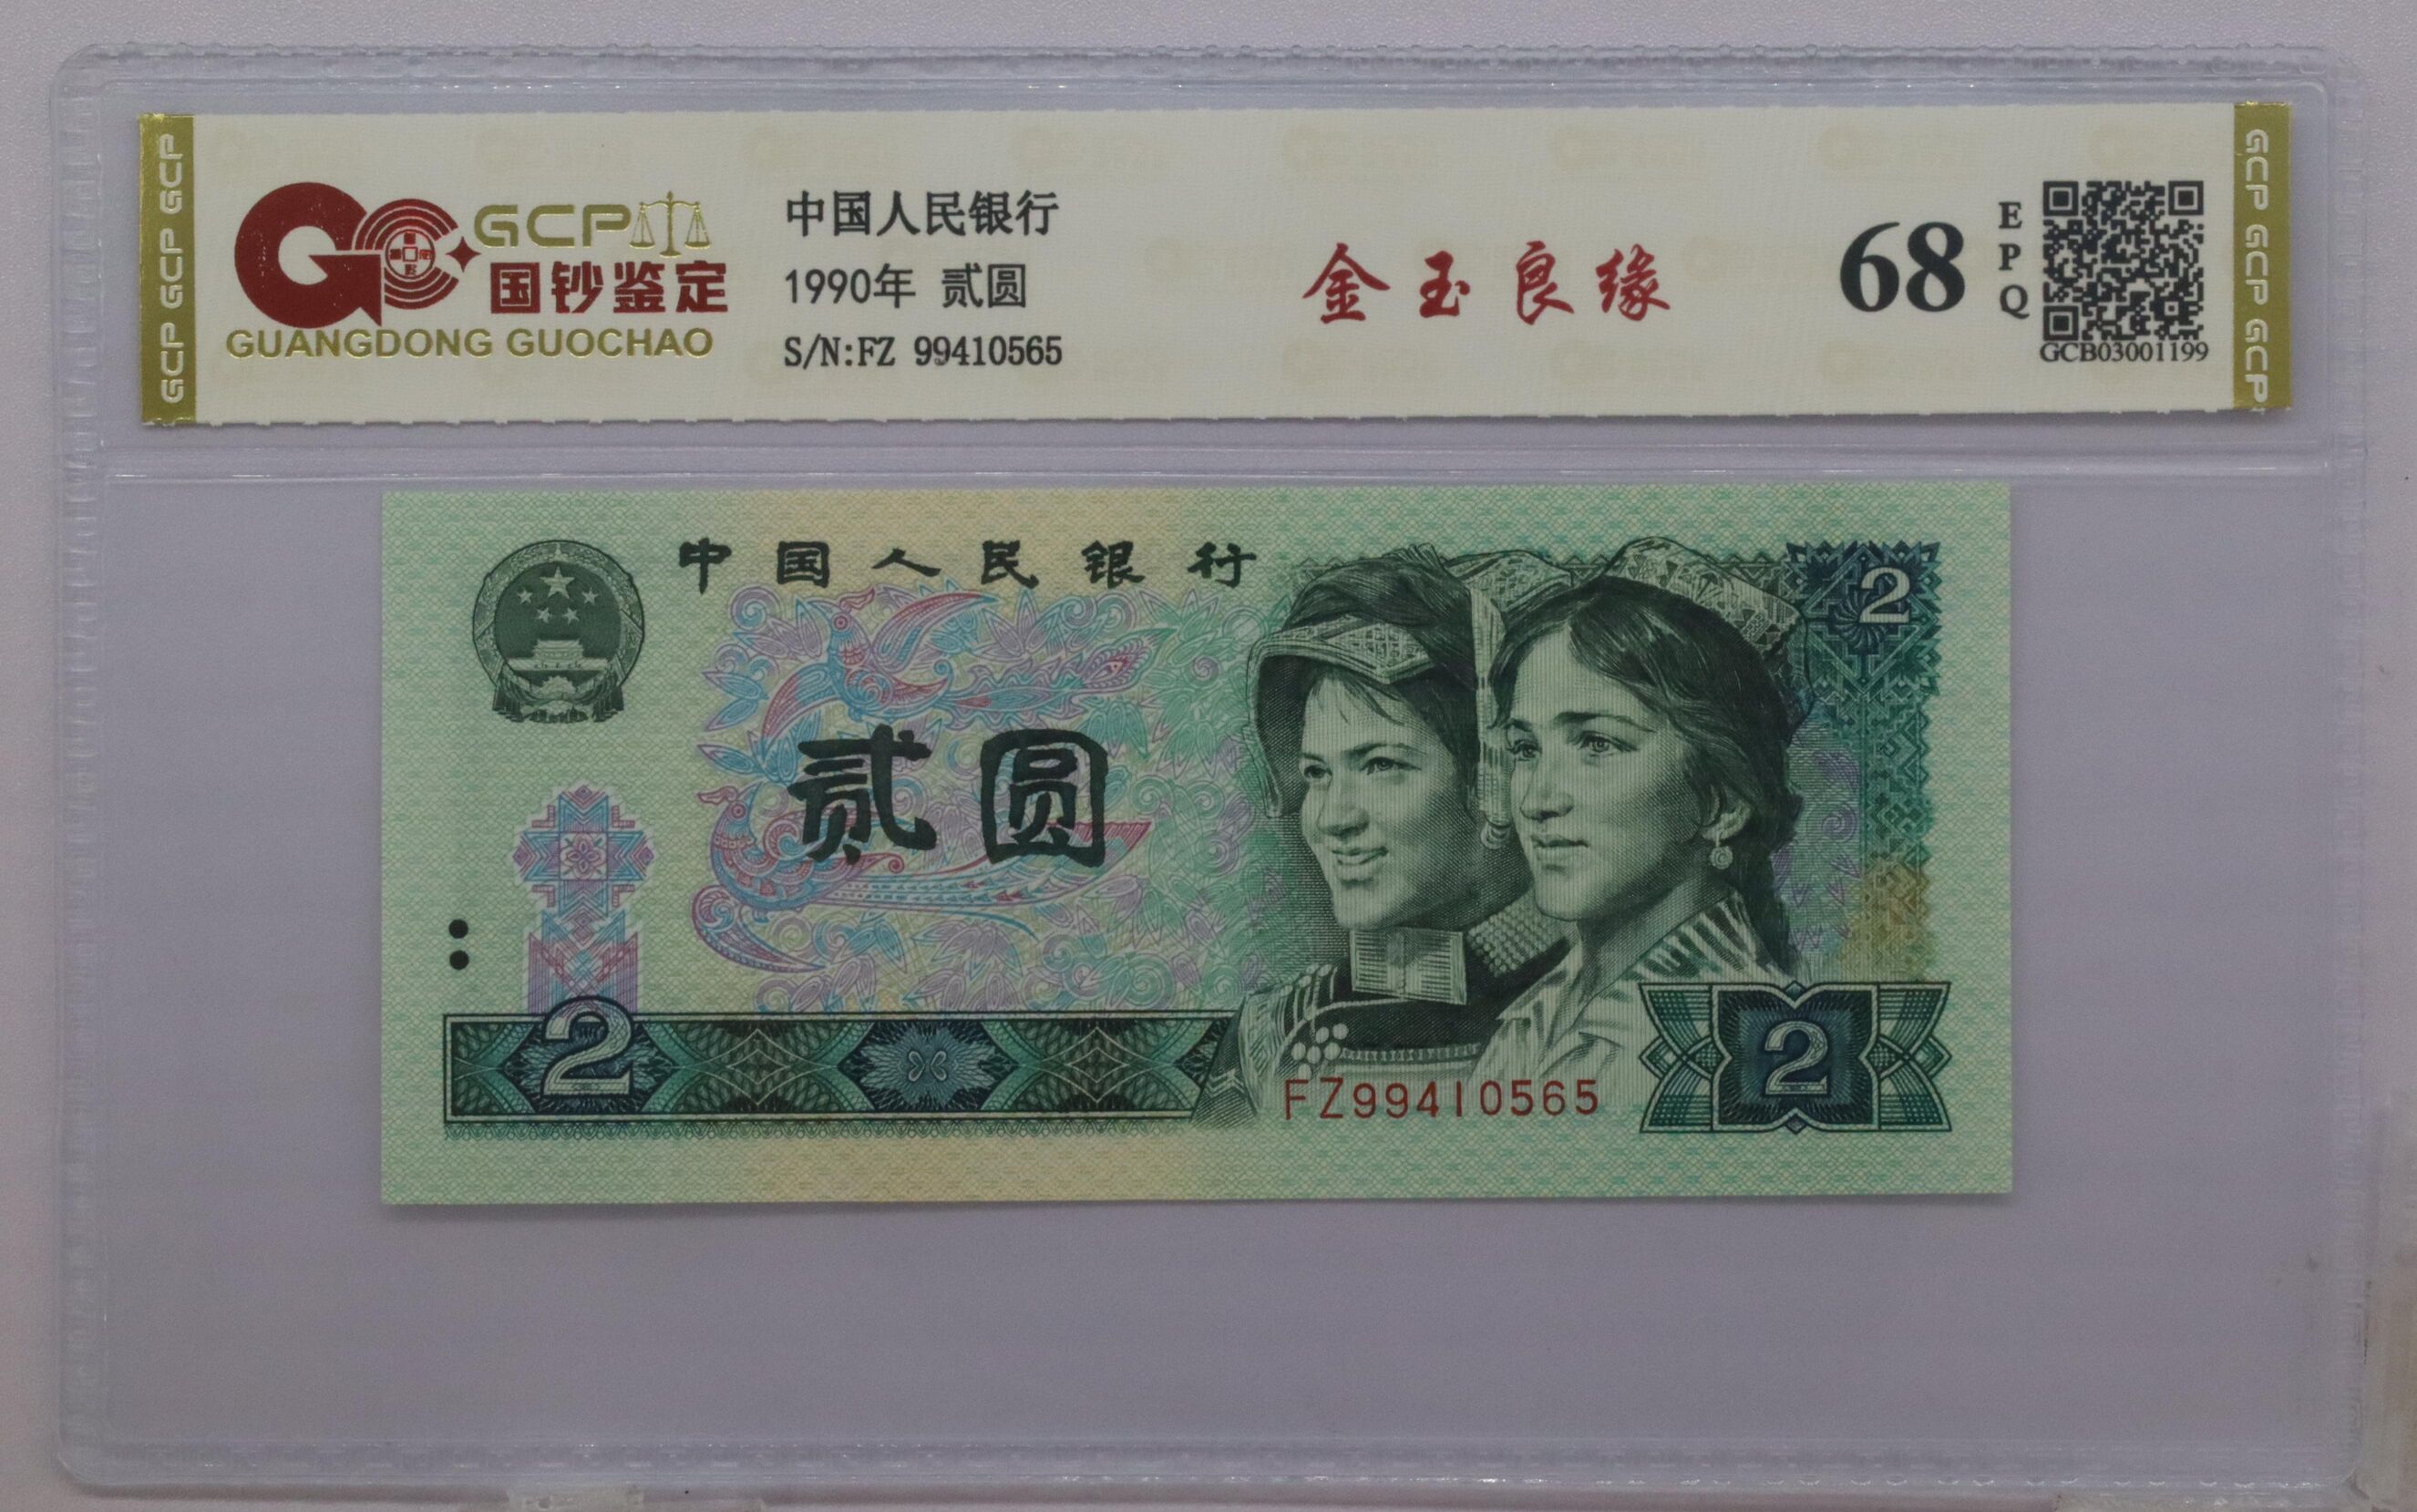 GCP GCP GCP
GCP
国钞鉴定
GUANGDONG GUOCHAO
中国人民银行
1990年 贰圆
S/N:FZ 99410565
金玉良缘
68
EPQ
GCB03001199
GCP GCP GCP
中国人民银行
2
贰圆
2
FZ99410565
2